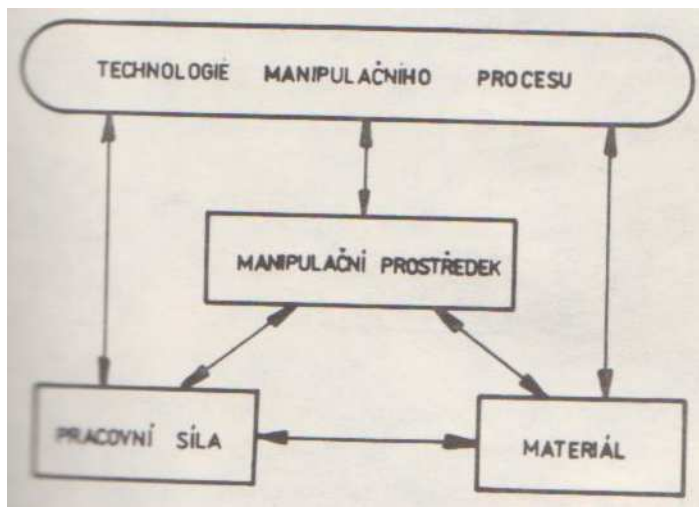 TECHNOLOGIE MANIPULAČNÍHO PROCESU
MANIPULAČNÍ PROSTŘEDEK
PRACOVNÍ SÍLA
MATERIÁL